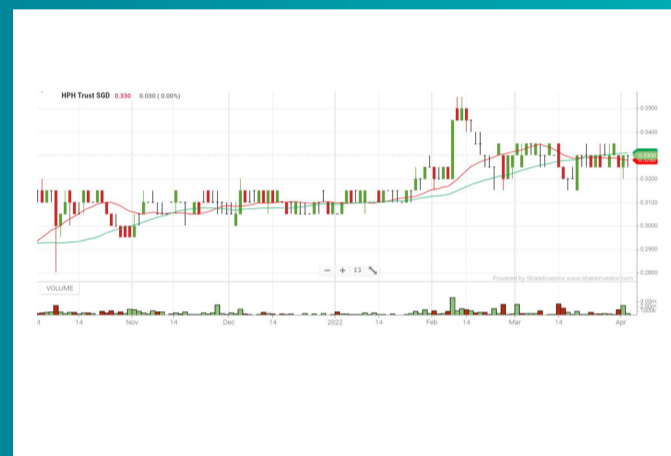 HPH Trust SGD 0.330 0.030 ( 0.00%)
0.3500
0.3400
0.3300
0.3200
0.3100
0.3000
0.2900
0.2800
Powered by ShareInvestor www.shareinvestor.com
VOLUME
Nov 14 Dec 14 2022 14 Feb 14 Mar 14 Apr